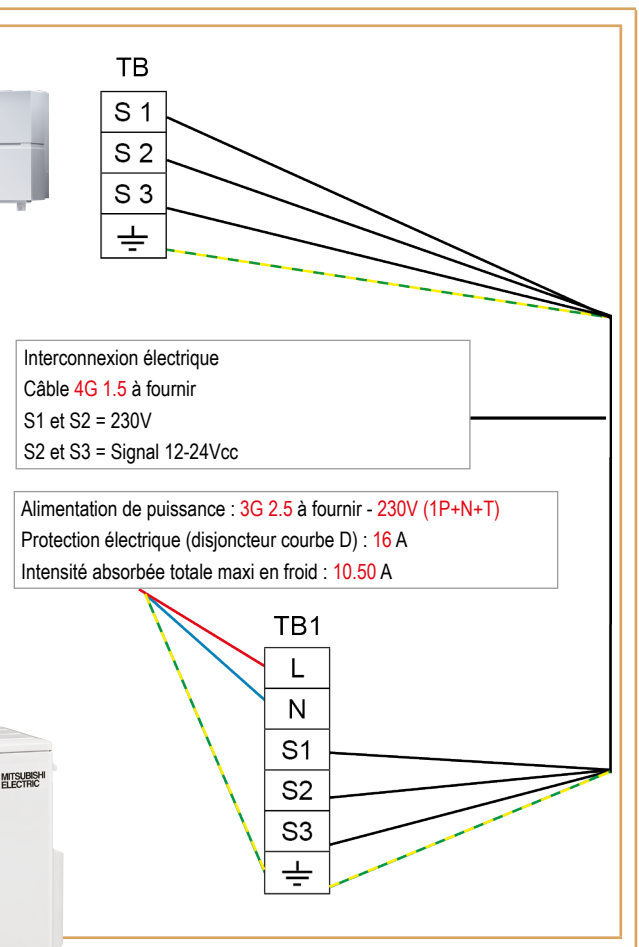 TB
S 1
S 2
S 3
Interconnexion électrique
Câble 4G 1.5 à fournir
S1 et S2 = 230V
S2 et S3 = Signal 12-24Vcc
Alimentation de puissance : 3G 2.5 à fournir - 230V (1P+N+T)
Protection électrique (disjoncteur courbe D) : 16 A
Intensité absorbée totale maxi en froid : 10.50 A
TB1
L
N
S1
S2
S3
MITSUBISHI
ELECTRIC